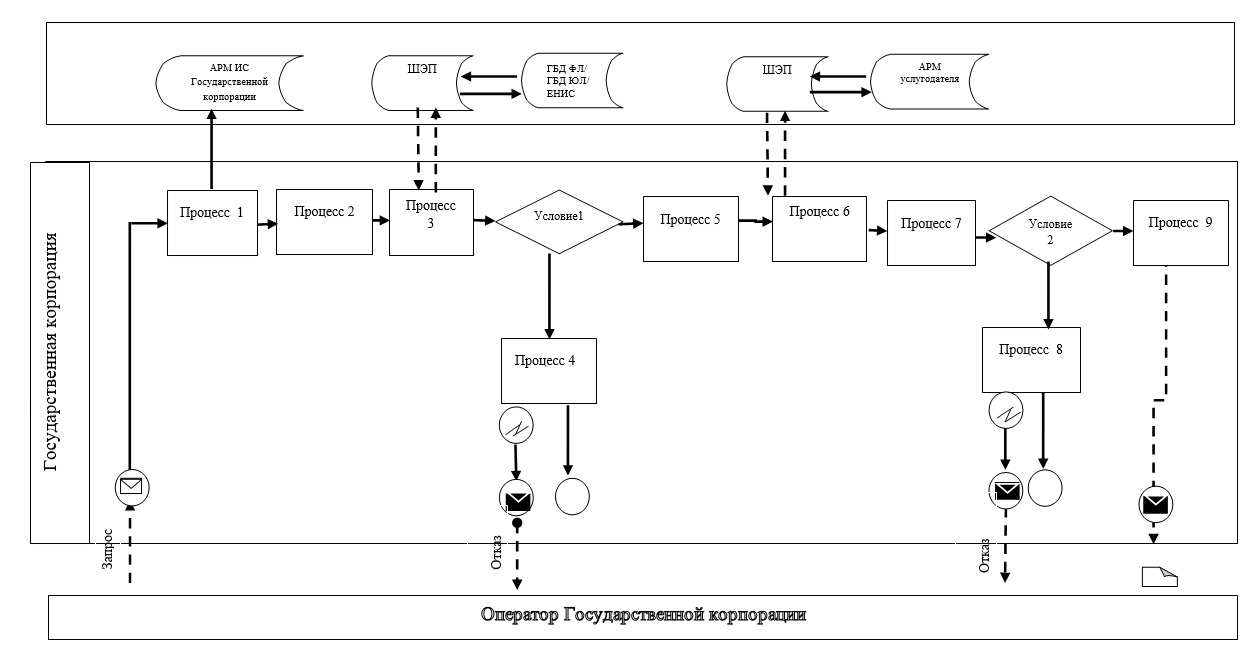 АРМ ИС
Государственной
корпорации
ШЭП
ГБД ФЛ/
ГБД ЮЛ/
ЕНИС
ШЭП
АРМ
услугодателя
Государственная корпорация
Процесс 1
Процесс 2
Процесс
3
Условие1
Процесс 5
Процесс 6
Процесс 7
Условие
2
Процесс 9
Процесс 4
Процесс 8
Запрос
Отказ
Отказ
Оператор Государственной корпорации